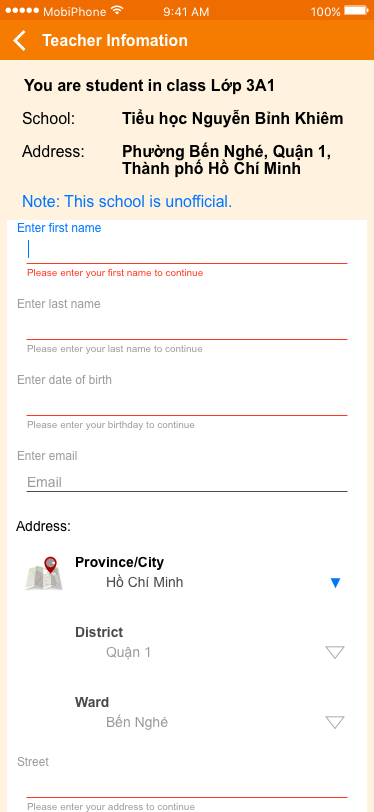 MobiPhone 9:41 AM 100%
Teacher Infomation
You are student in class Lớp 3A1
School: Tiểu học Nguyễn Bỉnh Khiêm
Address: Phường Bến Nghé, Quận 1,
Thành phố Hồ Chí Minh
Note: This school is unofficial.
Enter first name
Please enter your first name to continue
Enter last name
Please enter your last name to continue
Enter date of birth
Please enter your birthday to continue
Enter email
Email
Address:
Province/City
Hồ Chí Minh
District
Quận 1
Ward
Bến Nghé
Street
Please enter your address to continue